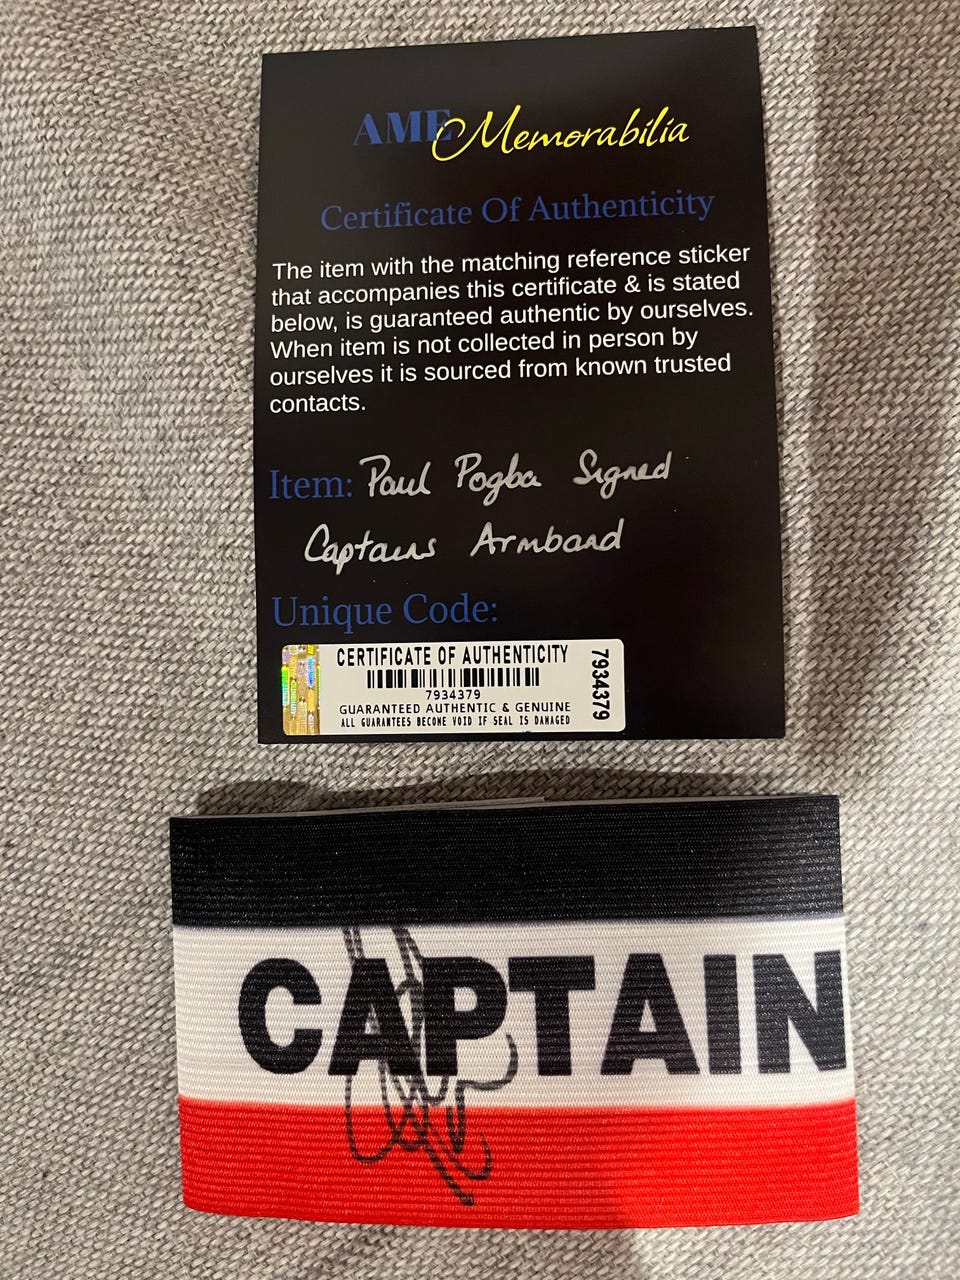 AME Memorabilia
Certificate Of Authenticity
The item with the matching reference sticker
that accompanies this certificate & is stated
below, is guaranteed authentic by ourselves.
When item is not collected in person by
ourselves it is sourced from known trusted
contacts.
Item: Paul Pogba Signed
Captains Armband
Unique Code:
CERTIFICATE OF AUTHENTICITY
7934379
GUARANTEED AUTHENTIC & GENUINE
ALL GUARANTEES BECOME VOID IF SEAL IS DAMAGED
7934379
CAPTAIN